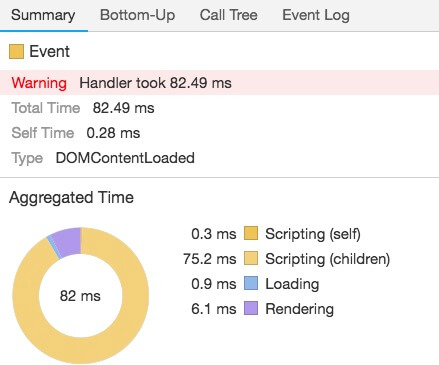 Summary Bottom-Up Call Tree Event Log
Event
Warning Handler took 82.49 ms
Total Time 82.49 ms
Self Time 0.28 ms
Type DOMContentLoaded
Aggregated Time
0.3 ms Scripting (self)
75.2 ms Scripting (children)
0.9 ms Loading
6.1 ms Rendering
82 ms